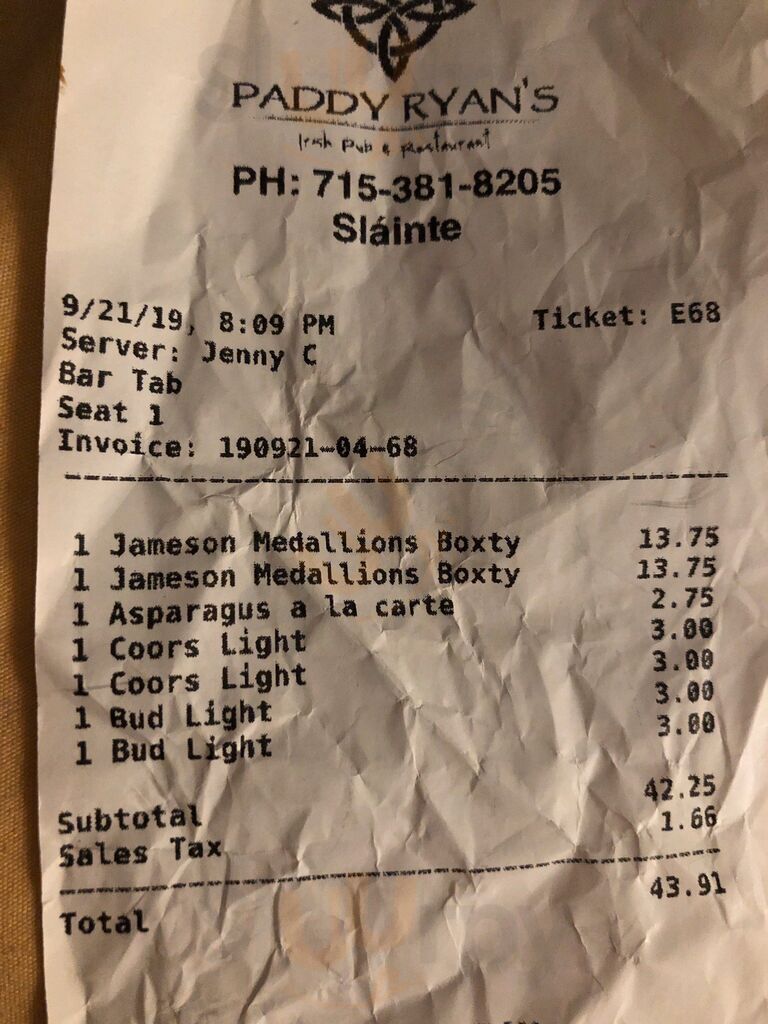 PADDY RYAN'S
Irish Pub & Restaurant
PH: 715-381-8205
Sláinte
9/21/19, 8:09 PM Ticket: E68
Server: Jenny C
Bar Tab
Seat 1
Invoice: 190921-04-68
1 Jameson Medallions Boxty 13.75
1 Jameson Medallions Boxty 13.75
1 Asparagus a la carte 2.75
1 Coors Light 3.00
1 Coors Light 3.00
1 Bud Light 3.00
1 Bud Light 3.00
Subtotal 42.25
Sales Tax 1.66
Total 43.91